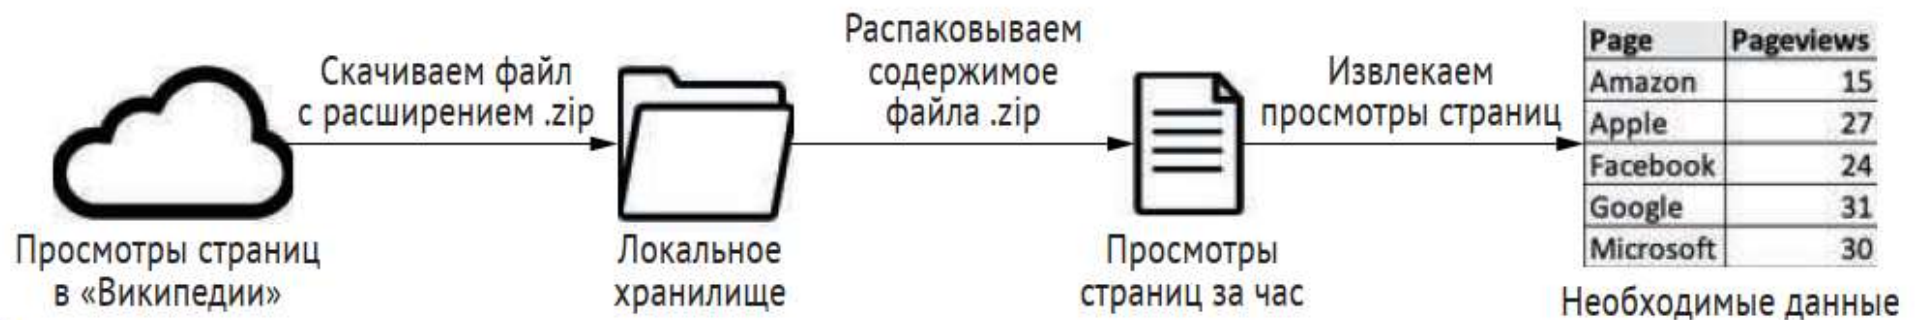 Просмотры страниц
в «Википедии»
Скачиваем файл
с расширением .zip
Локальное
хранилище
Распаковываем
содержимое
файла .zip
Просмотры
страниц за час
Извлекаем
просмотры страниц
Page Pageviews
Amazon 15
Apple 27
Facebook 24
Google 31
Microsoft 30
Необходимые данные